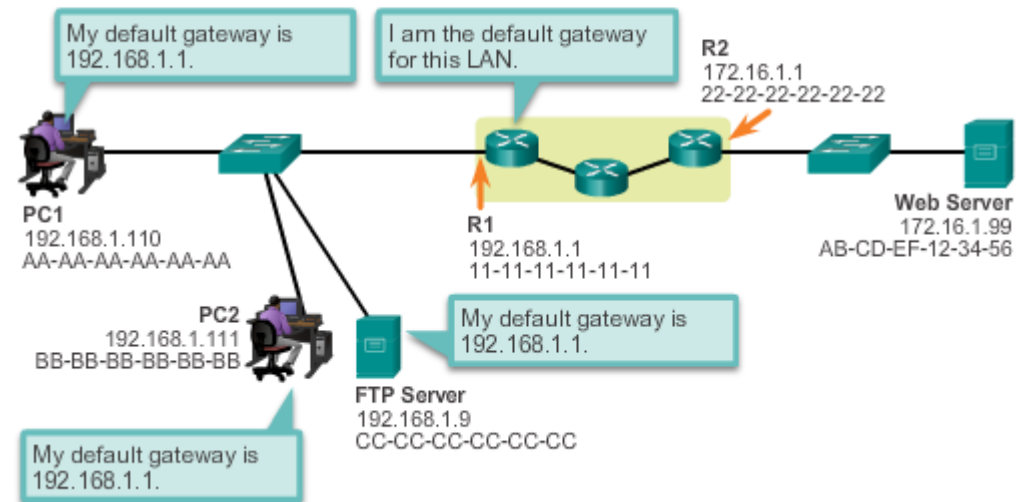 My default gateway is
192.168.1.1.
I am the default gateway
for this LAN.
R2
172.16.1.1
22-22-22-22-22-22
PC1
192.168.1.110
AA-AA-AA-AA-AA-AA
R1
192.168.1.1
11-11-11-11-11-11
Web Server
172.16.1.99
AB-CD-EF-12-34-56
PC2
192.168.1.111
BB-BB-BB-BB-BB-BB
My default gateway is
192.168.1.1.
FTP Server
192.168.1.9
CC-CC-CC-CC-CC-CC
My default gateway is
192.168.1.1.